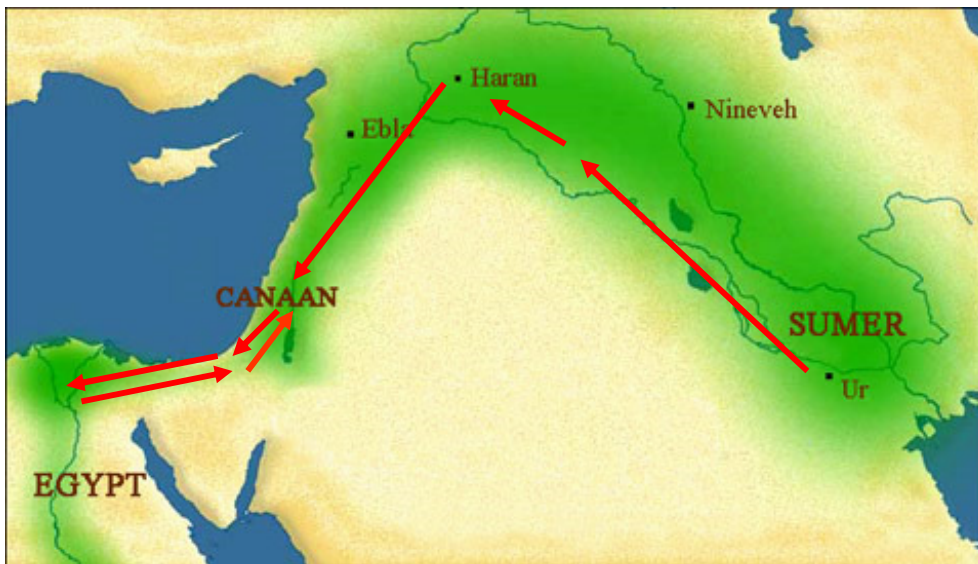 Haran
Nineveh
Ebla
CANAAN
SUMER
Ur
EGYPT